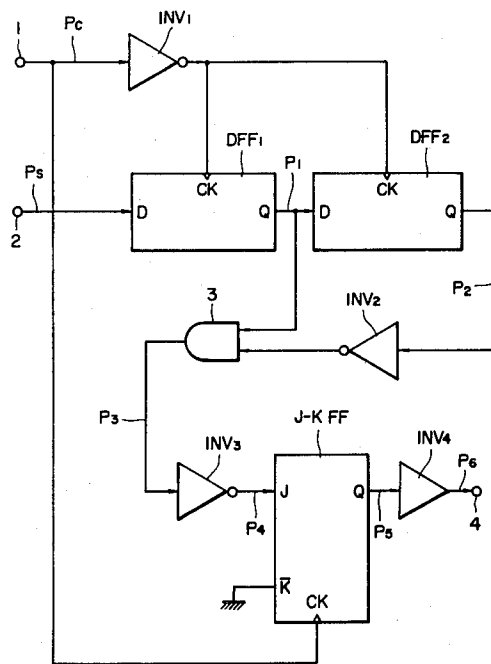 1
Pc
INV1
DFF1
DFF2
CK
CK
Ps
D
Q
P1
D
Q
2
3
INV2
P2
P3
J-K FF
INV3
INV4
P6
J
Q
P4
P5
4
K̅
CK